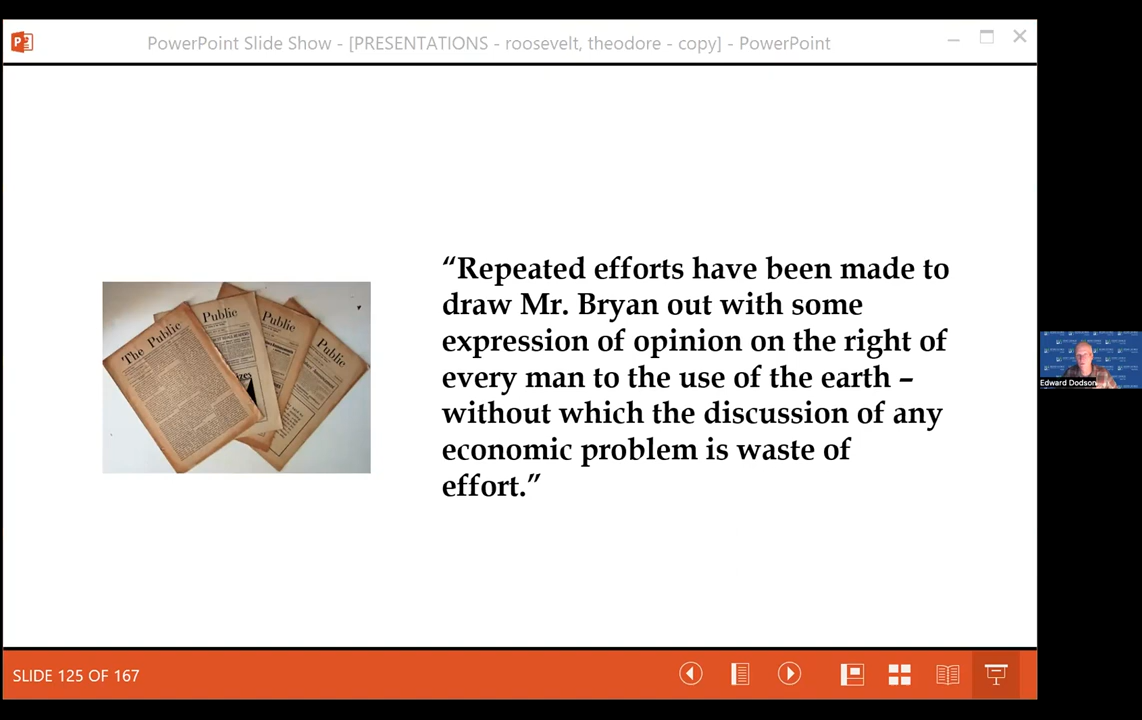 PowerPoint Slide Show - [PRESENTATIONS - roosevelt, theodore - copy] - PowerPoint
The Public
Public
Public
Public
“Repeated efforts have been made to
draw Mr. Bryan out with some
expression of opinion on the right of
every man to the use of the earth –
without which the discussion of any
economic problem is waste of
effort.”
Edward Dodson
SLIDE 125 OF 167